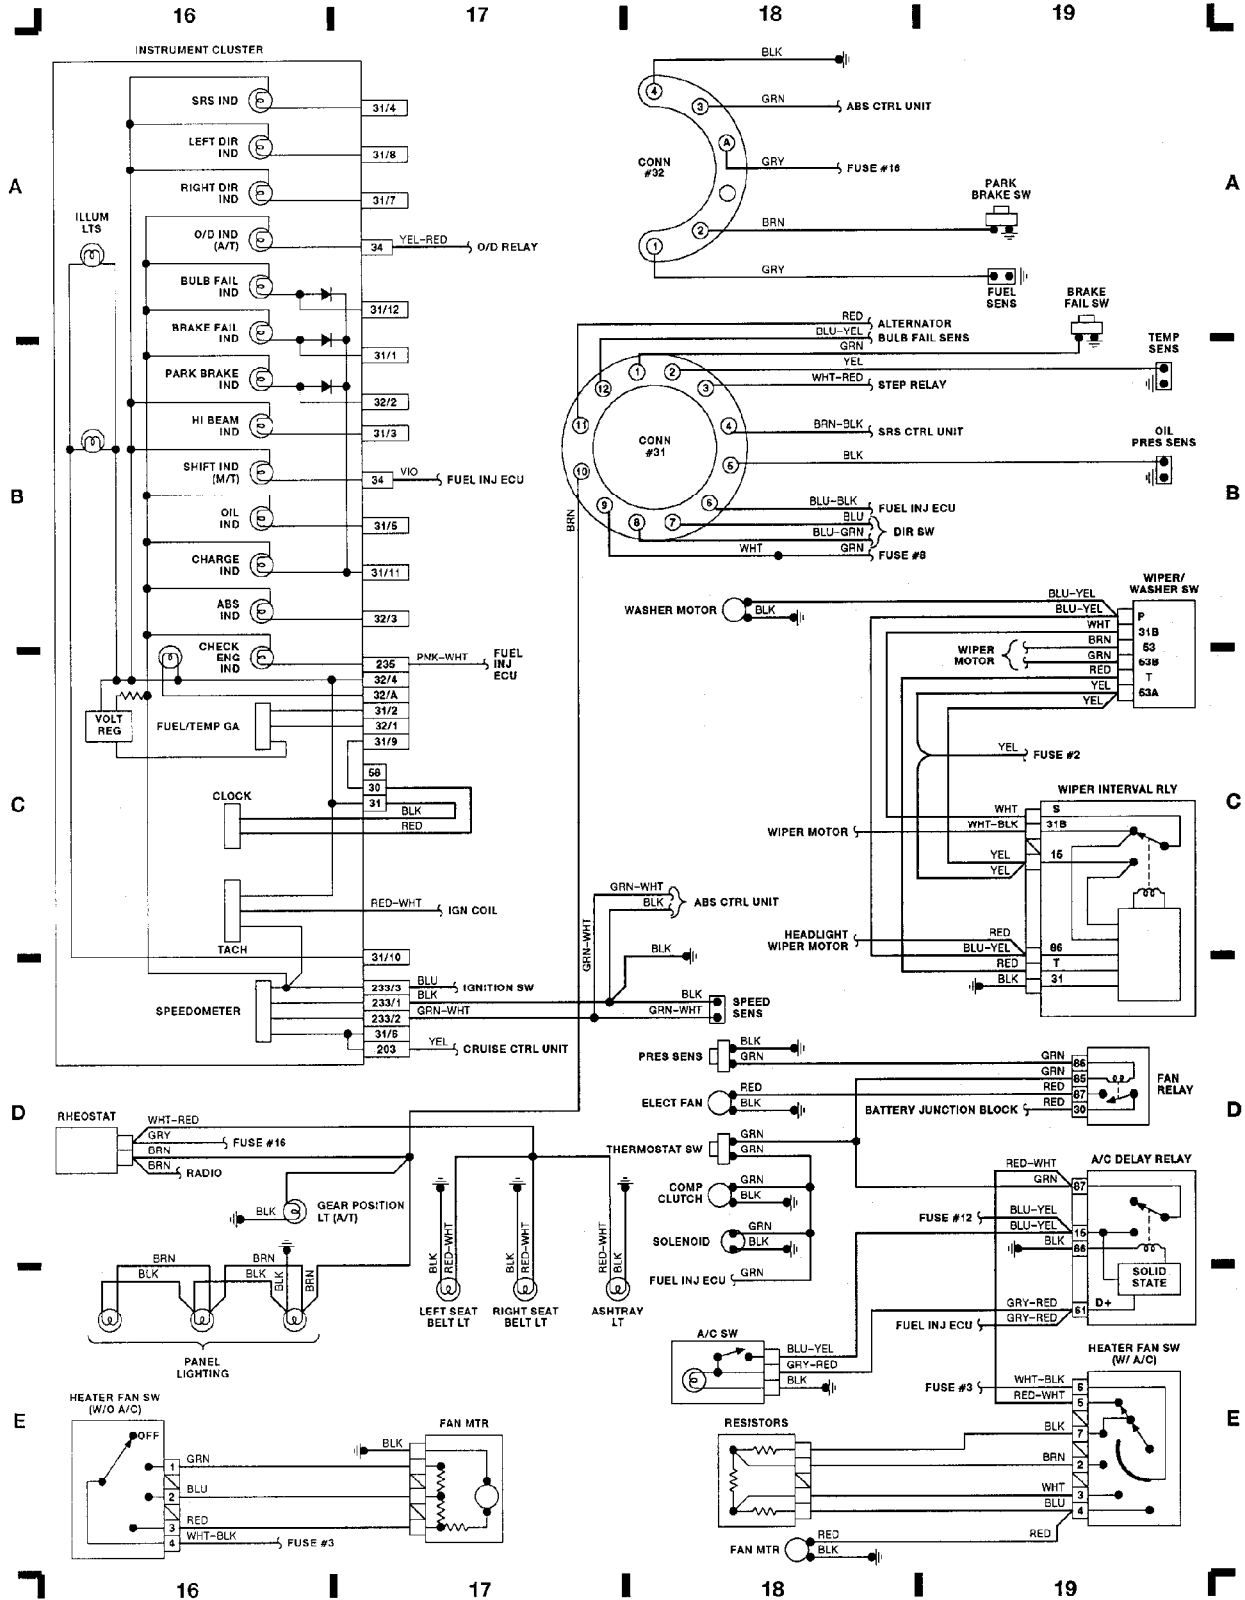 16 17 18 19
INSTRUMENT CLUSTER
SRS IND
31/4
LEFT DIR
IND
31/8
RIGHT DIR
IND
31/7
ILLUM
LTS
O/D IND
(A/T)
34
YEL-RED
O/D RELAY
BULB FAIL
IND
31/12
BRAKE FAIL
IND
31/1
PARK BRAKE
IND
32/2
HI BEAM
IND
31/3
SHIFT IND
(M/T)
34
VIO
FUEL INJ ECU
OIL
IND
31/5
CHARGE
IND
31/11
ABS
IND
32/3
CHECK
ENG
IND
235
PNK-WHT
FUEL
INJ
ECU
32/4
32/A
31/2
32/1
31/9
VOLT
REG
FUEL/TEMP GA
58
30
31
BLK
RED
CLOCK
TACH
RED-WHT
IGN COIL
31/10
SPEEDOMETER
233/3
BLU
IGNITION SW
233/1
BLK
233/2
GRN-WHT
31/6
203
YEL
CRUISE CTRL UNIT
A
B
C
D
E
CONN
#32
4
3
A
2
1
BLK
GRN
ABS CTRL UNIT
GRY
FUSE #16
BRN
PARK
BRAKE SW
GRY
FUEL
SENS
BRAKE
FAIL SW
TEMP
SENS
OIL
PRES SENS
CONN
#31
1
2
3
4
5
6
7
8
9
10
11
12
RED
ALTERNATOR
BLU-YEL
BULB FAIL SENS
GRN
YEL
WHT-RED
STEP RELAY
BRN-BLK
SRS CTRL UNIT
BLK
BLU-BLK
FUEL INJ ECU
BLU
BLU-GRN
DIR SW
WHT
GRN
FUSE #8
BRN
WASHER MOTOR
BLK
BLU-YEL
BLU-YEL
WHT
BRN
GRN
RED
YEL
YEL
WIPER
MOTOR
WIPER/
WASHER SW
P
31B
53
53B
T
53A
YEL
FUSE #2
WIPER INTERVAL RLY
WHT
S
WIPER MOTOR
WHT-BLK
31B
YEL
15
YEL
HEADLIGHT
WIPER MOTOR
RED
BLU-YEL
86
RED
T
BLK
31
GRN-WHT
BLK
ABS CTRL UNIT
GRN-WHT
BLK
BLK
GRN-WHT
SPEED
SENS
PRES SENS
BLK
GRN
ELECT FAN
RED
BLK
THERMOSTAT SW
GRN
GRN
COMP
CLUTCH
GRN
BLK
SOLENOID
GRN
BLK
FUEL INJ ECU
GRN
GRN
86
GRN
85
RED
87
BATTERY JUNCTION BLOCK
RED
30
FAN
RELAY
A/C DELAY RELAY
RED-WHT
GRN
87
FUSE #12
BLU-YEL
BLU-YEL
15
BLK
86
SOLID
STATE
GRY-RED
61
D+
FUEL INJ ECU
GRY-RED
A/C SW
BLU-YEL
GRY-RED
BLK
HEATER FAN SW
(W/ A/C)
FUSE #3
WHT-BLK
6
RED-WHT
5
BLK
7
BRN
2
WHT
3
BLU
4
RESISTORS
FAN MTR
RED
BLK
RED
RHEOSTAT
WHT-RED
GRY
FUSE #16
BRN
BRN
RADIO
BLK
GEAR POSITION
LT (A/T)
BRN
BLK
BRN
BLK
BLK
BRN
PANEL
LIGHTING
BLK
RED-WHT
LEFT SEAT
BELT LT
BLK
RED-WHT
RIGHT SEAT
BELT LT
RED-WHT
BLK
ASHTRAY
LT
HEATER FAN SW
(W/O A/C)
OFF
1
GRN
2
BLU
3
RED
4
WHT-BLK
FUSE #3
FAN MTR
BLK
A
B
C
D
E
16 17 18 19